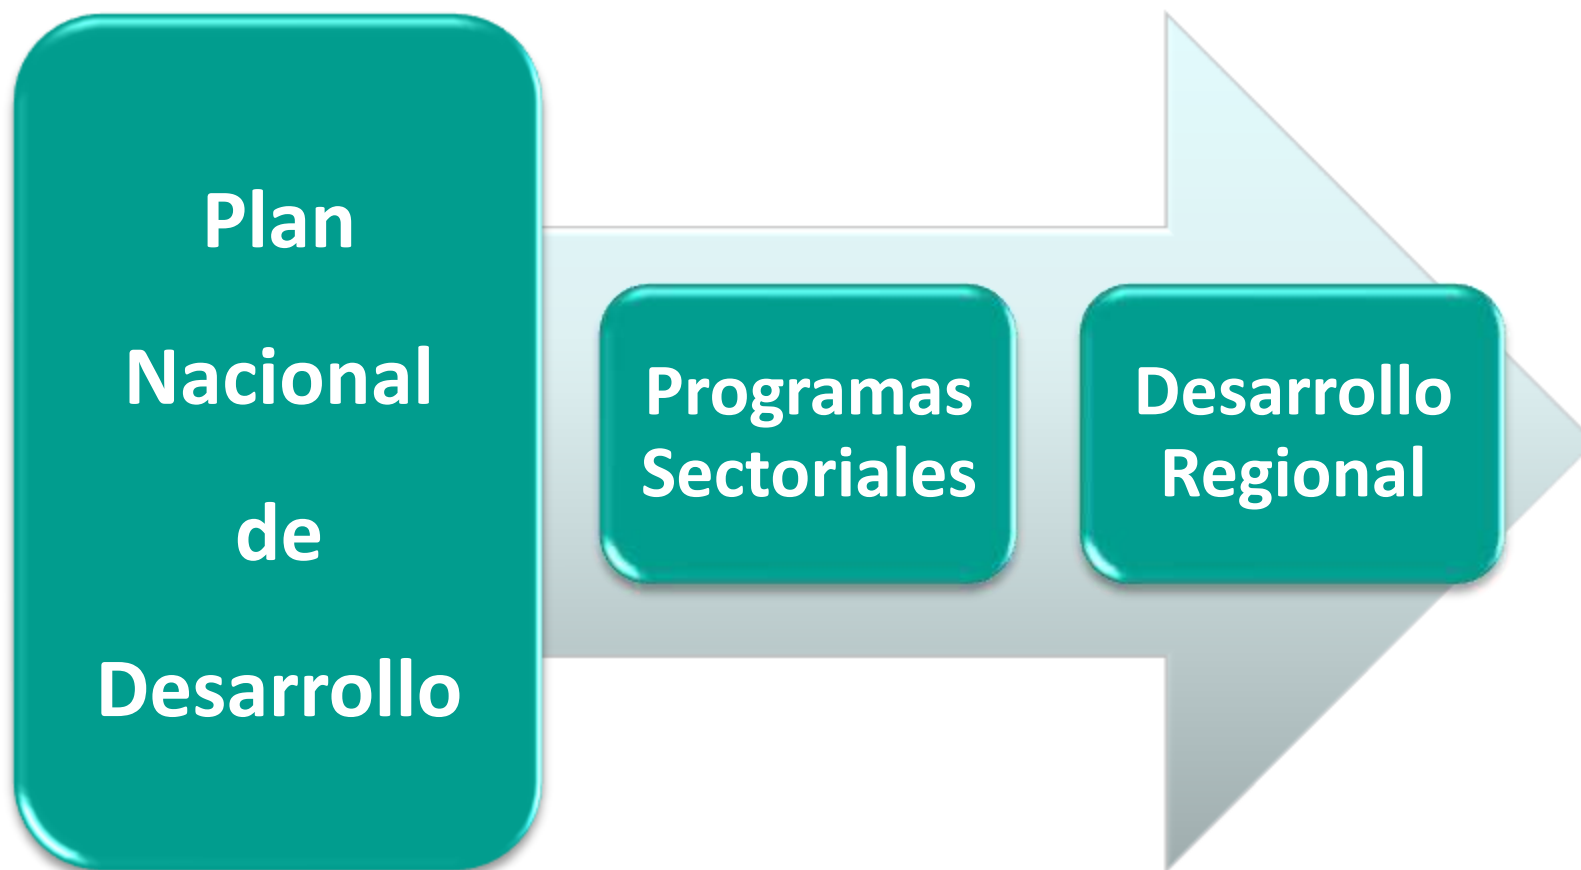 Plan
Nacional
de
Desarrollo
Programas
Sectoriales
Desarrollo
Regional